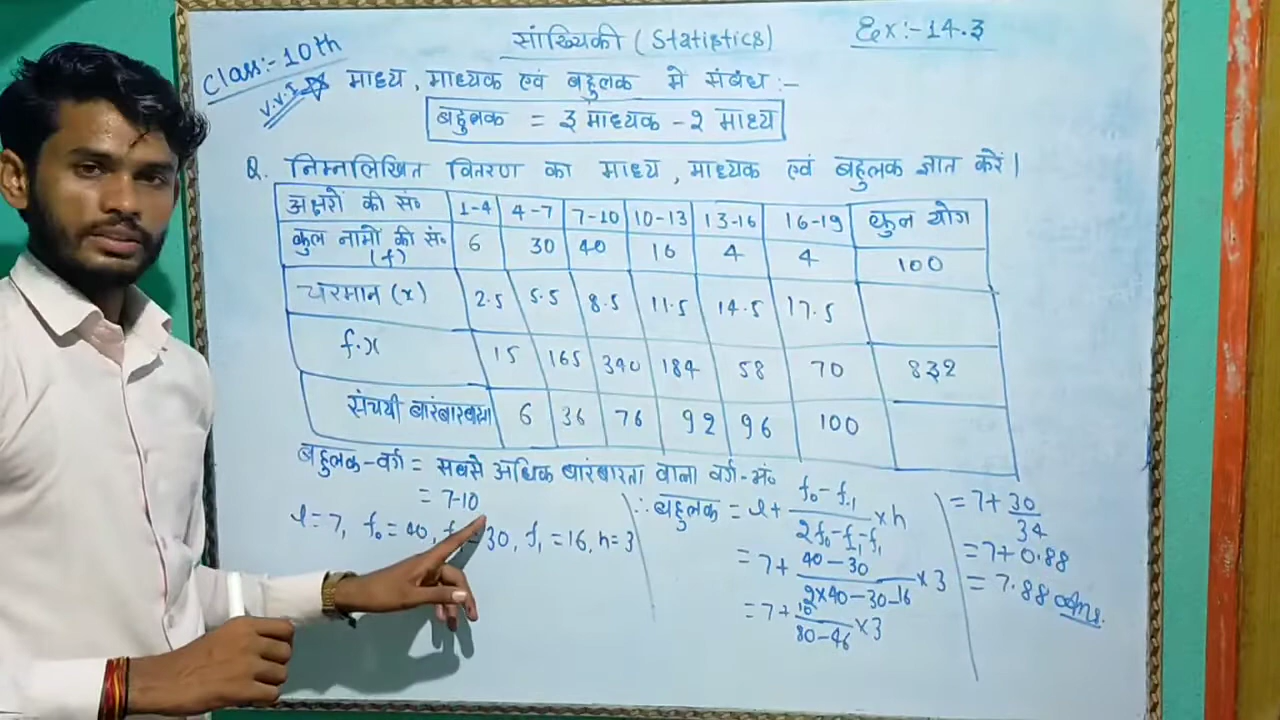 सांख्यिकी (Statistics)
Ex:- 14.3
Class:- 10th
V.V.I
माध्य, माध्यक एवं बहुलक मे संबंध :-
बहुलक = 3 माध्यक - 2 माध्य
Q. निम्नलिखित वितरण का माध्य, माध्यक एवं बहुलक ज्ञात करें।
अक्षरों की सं० 1-4 4-7 7-10 10-13 13-16 16-19 कुल योग
कुल नामों की सं० (f) 6 30 40 16 4 4 100
चरमान (x) 2.5 5.5 8.5 11.5 14.5 17.5
f.x 15 165 340 184 58 70 832
संचयी बारंबारता 6 36 76 92 96 100
बहुलक-वर्ग = सबसे अधिक बारंबारता वाला वर्ग-अं०
= 7-10
l=7, f₀=40, 30, f₁=16, h=3
∴ बहुलक = l + f₀-f₋₁ / 2f₀-f₋₁-f₁ × h
= 7 + 40-30 / 2×40-30-16 × 3
= 7 + 10 / 80-46 × 3
= 7 + 30 / 34
= 7 + 0.88
= 7.88 Ans.